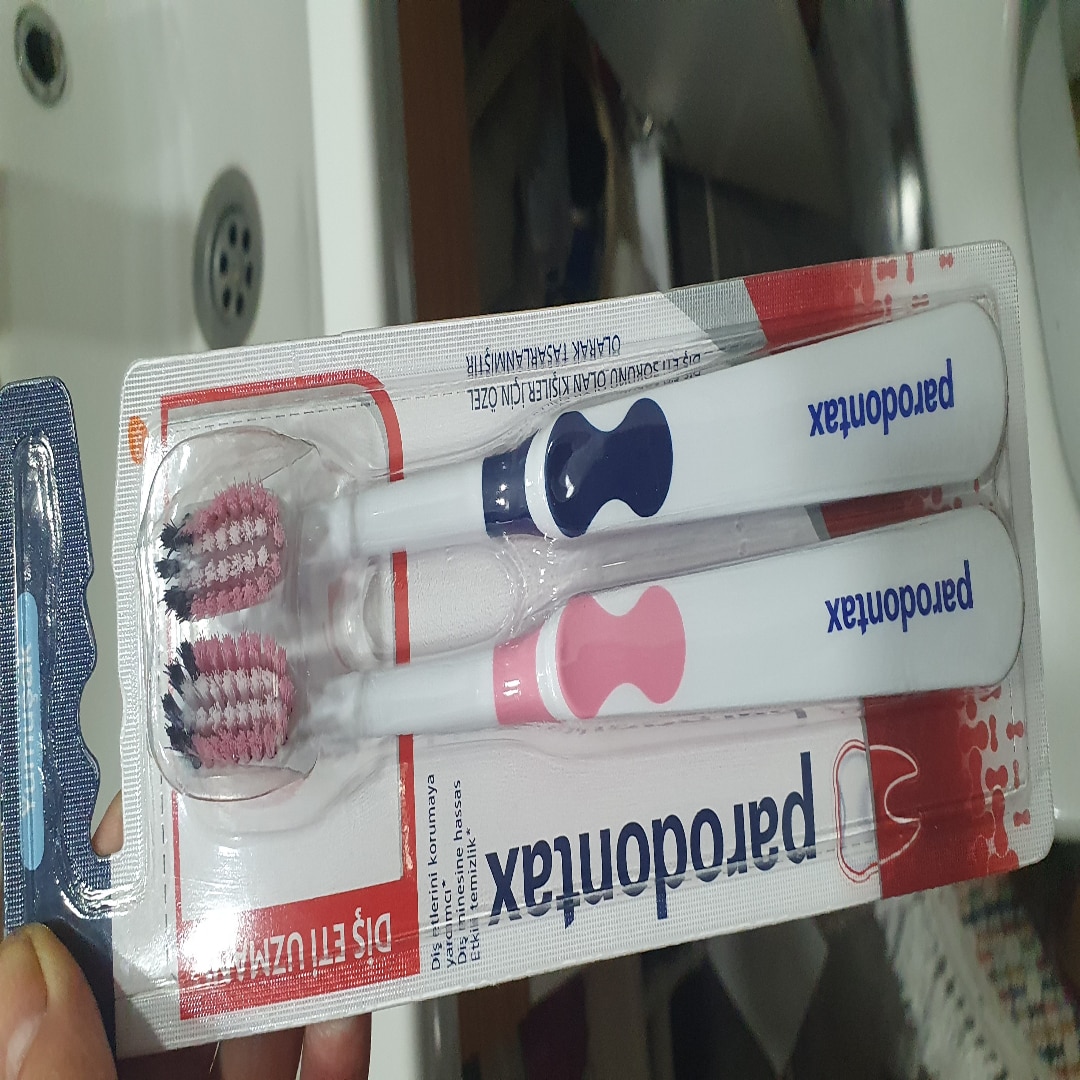 DİŞ ETİ UZMANI
parodontax
Diş etlerini korumaya
yardımcı*
Diş minesine hassas
Etkili temizlik*
parodontax
parodontax
DİŞ ETİ SORUNU OLAN KİŞİLER İÇİN ÖZEL
OLARAK TASARLANMIŞTIR